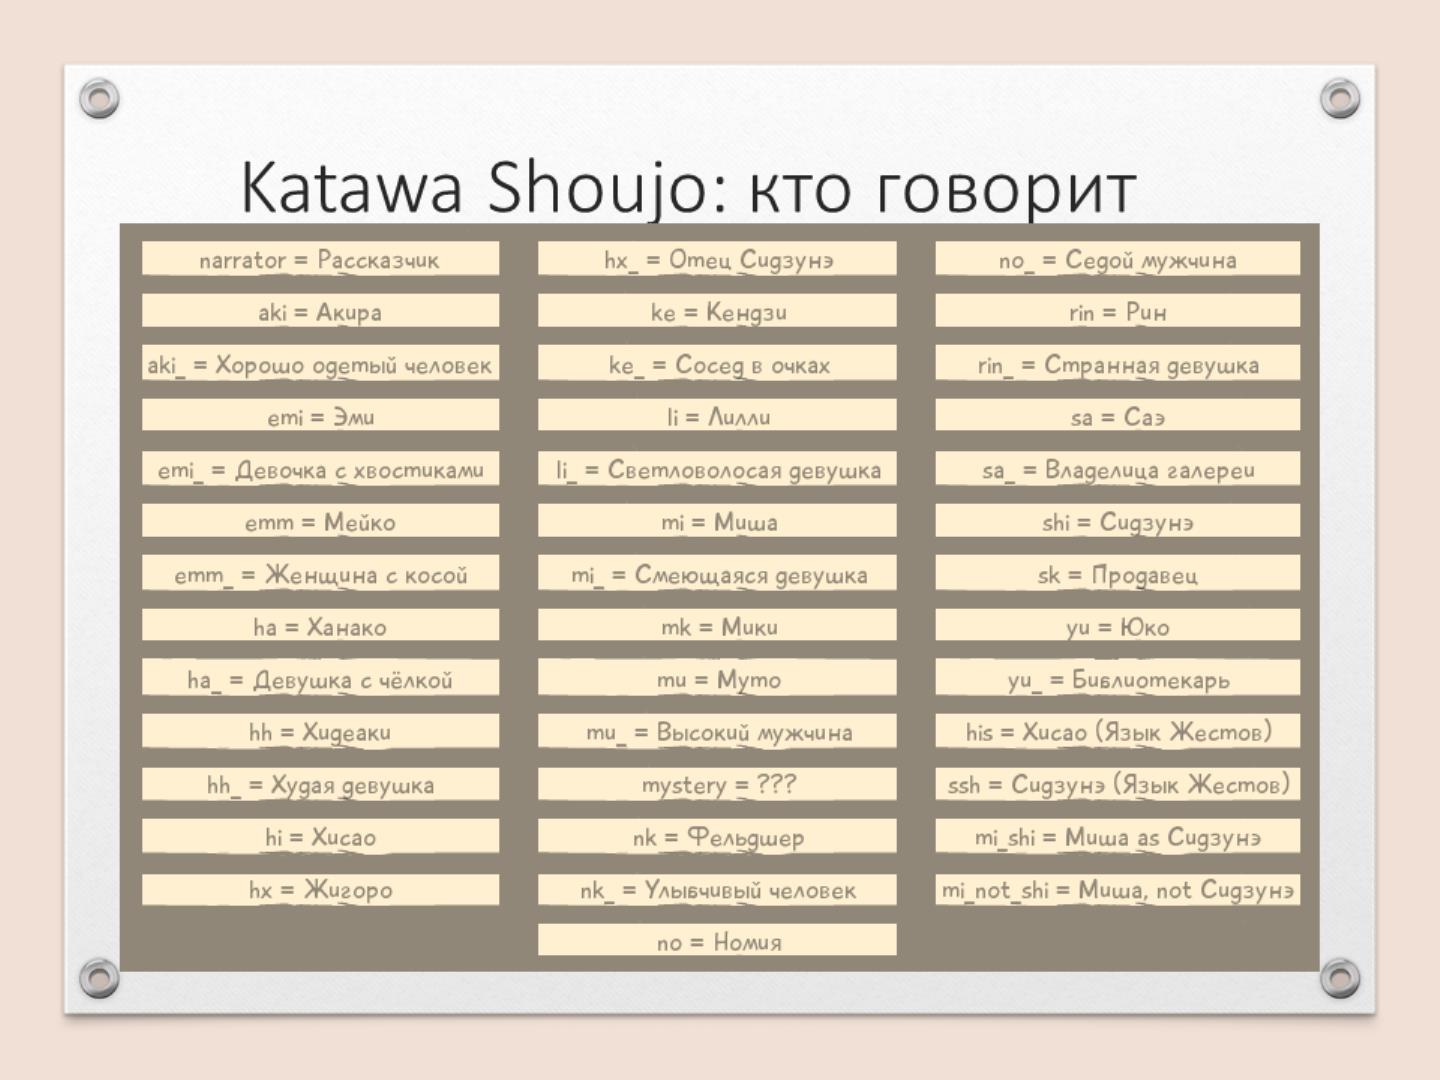 Katawa Shoujo: кто говорит
narrator = Рассказчик
aki = Акира
aki_ = Хорошо одетый человек
emi = Эми
emi_ = Девочка с хвостиками
emm = Мейко
emm_ = Женщина с косой
ha = Ханако
ha_ = Девушка с чёлкой
hh = Хидеаки
hh_ = Худая девушка
hi = Хисао
hx = Жигоро
hx_ = Отец Сидзунэ
ke = Кендзи
ke_ = Сосед в очках
li = Лилли
li_ = Светловолосая девушка
mi = Миша
mi_ = Смеющаяся девушка
mk = Мики
mu = Муто
mu_ = Высокий мужчина
mystery = ???
nk = Фельдшер
nk_ = Улыбчивый человек
no = Номия
no_ = Седой мужчина
rin = Рин
rin_ = Странная девушка
sa = Саэ
sa_ = Владелица галереи
shi = Сидзунэ
sk = Продавец
yu = Юко
yu_ = Библиотекарь
his = Хисао (Язык Жестов)
ssh = Сидзунэ (Язык Жестов)
mi_shi = Миша as Сидзунэ
mi_not_shi = Миша, not Сидзунэ